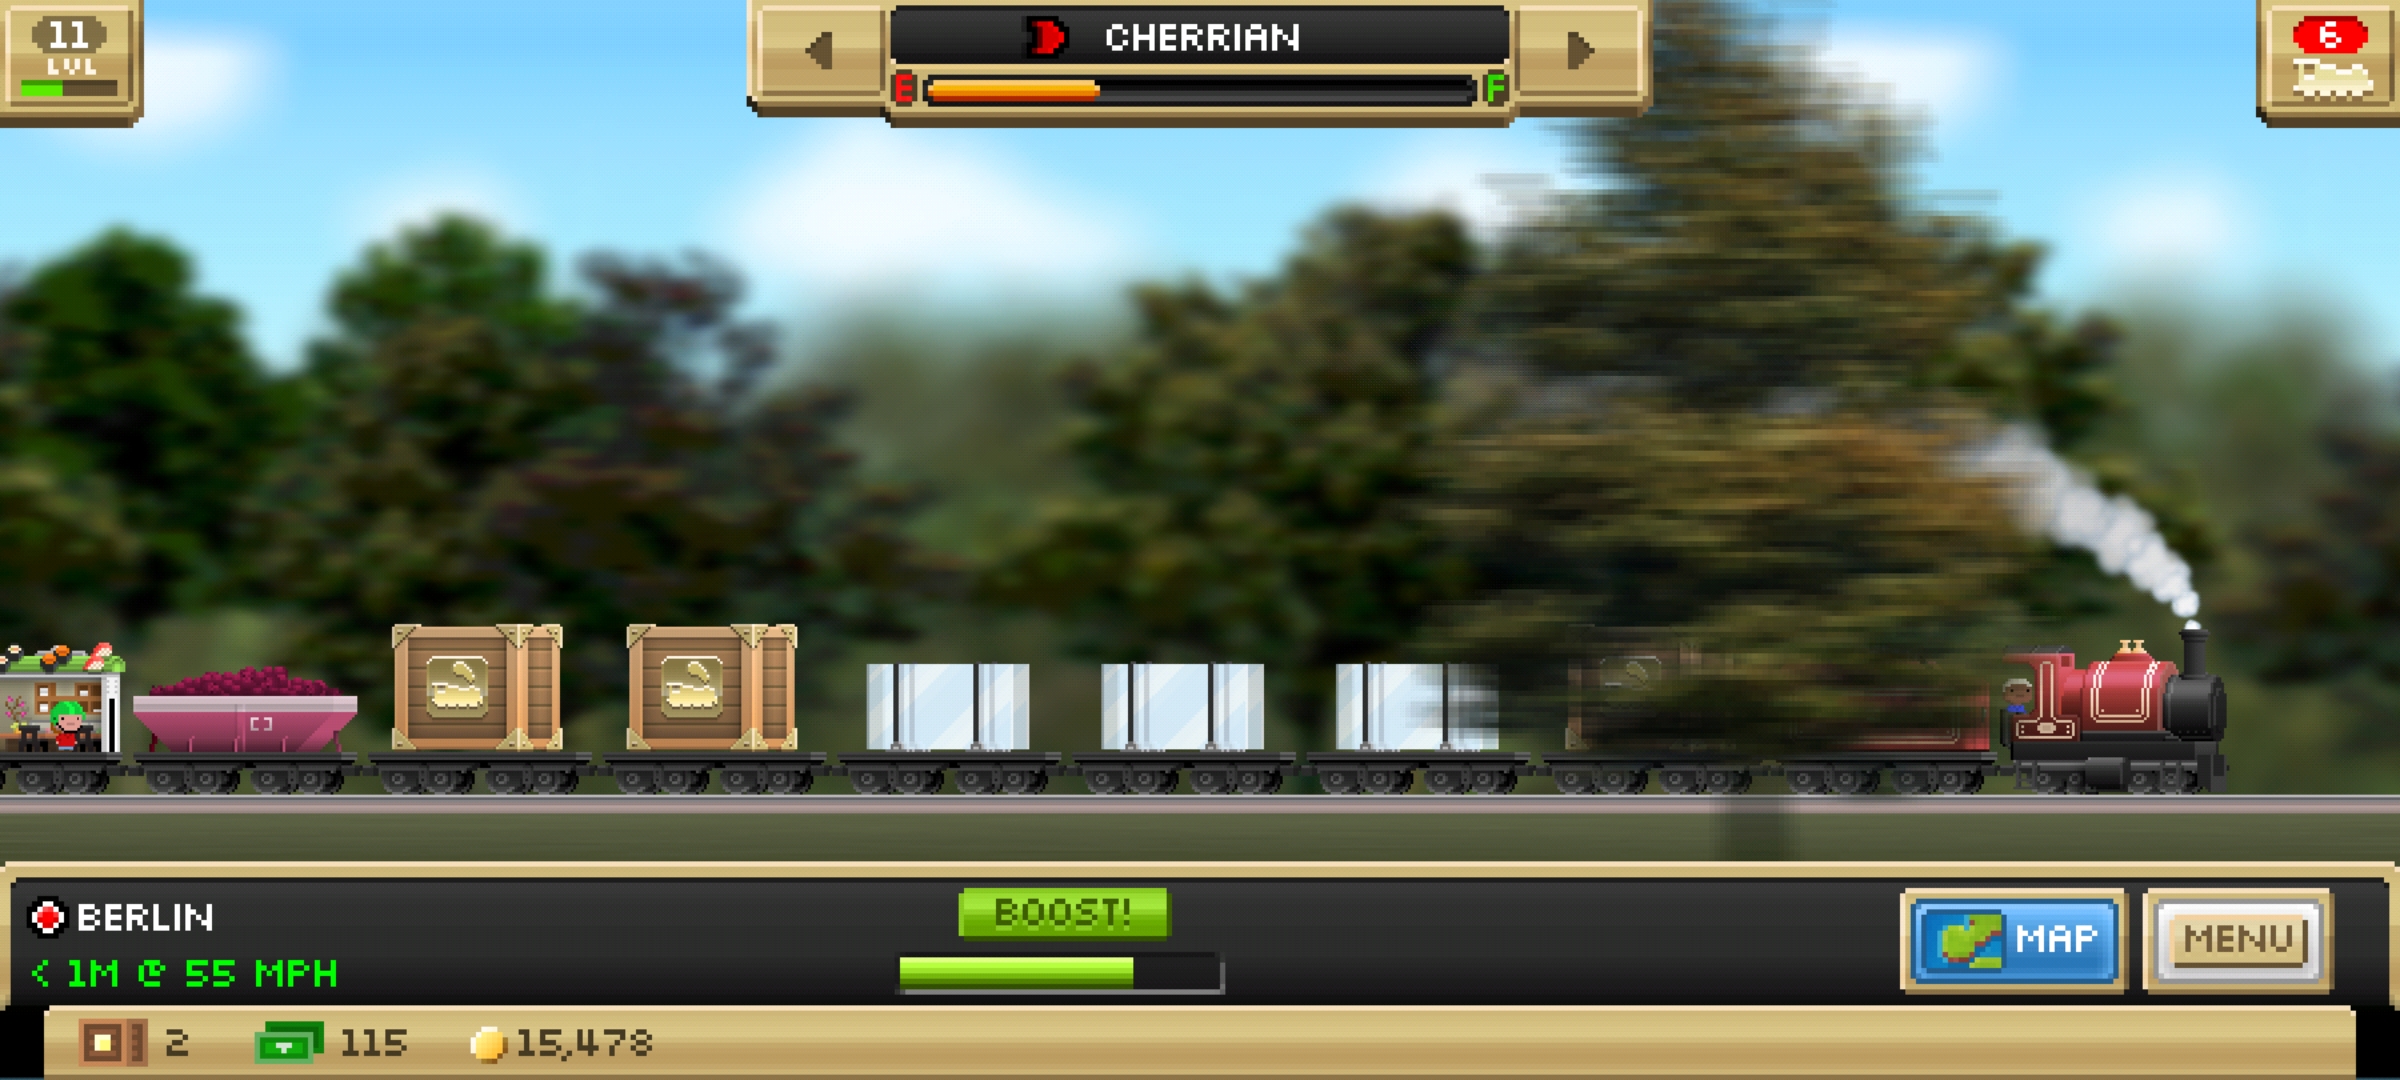 11
LVL
CHERRIAN
E F
6
BERLIN
< 1M @ 55 MPH
BOOST!
MAP
MENU
2
115
15,478